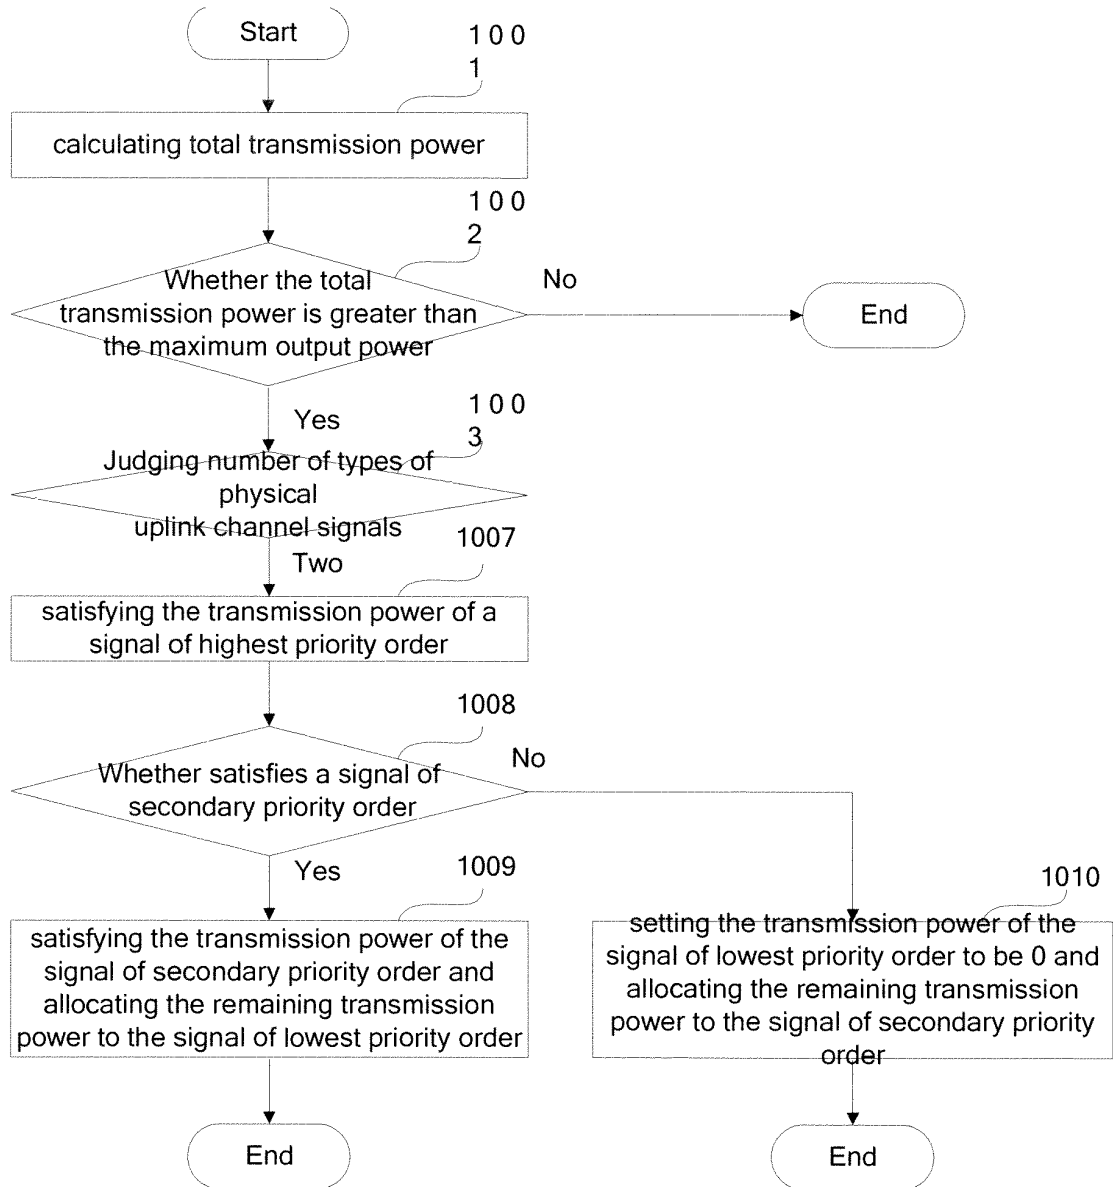 Start
1 0 0
1
calculating total transmission power
1 0 0
2
Whether the total
transmission power is greater than
the maximum output power
No
End
Yes
1 0 0
3
Judging number of types of
physical
uplink channel signals
1007
Two
satisfying the transmission power of a
signal of highest priority order
1008
Whether satisfies a signal of
secondary priority order
No
Yes
1009
satisfying the transmission power of the
signal of secondary priority order and
allocating the remaining transmission
power to the signal of lowest priority order
1010
setting the transmission power of the
signal of lowest priority order to be 0 and
allocating the remaining transmission
power to the signal of secondary priority
order
End
End